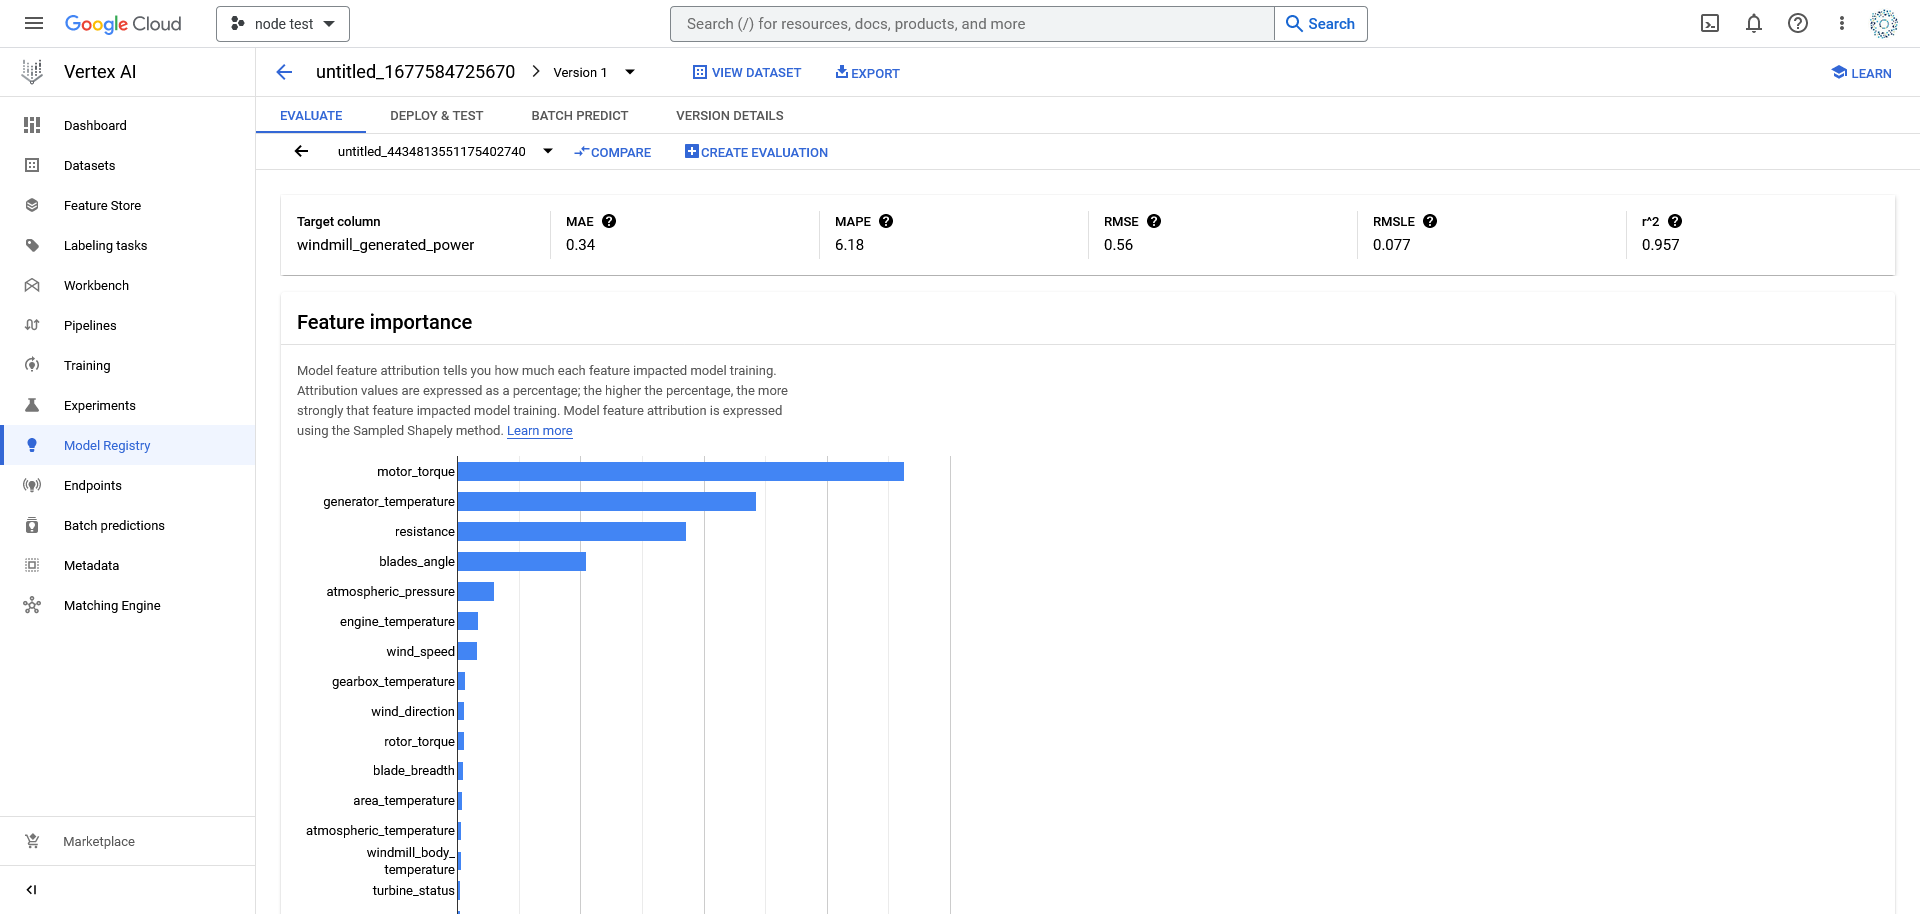 Google Cloud
node test
Search (/) for resources, docs, products, and more
Search
Vertex AI
untitled_1677584725670
Version 1
VIEW DATASET
EXPORT
LEARN
Dashboard
Datasets
Feature Store
Labeling tasks
Workbench
Pipelines
Training
Experiments
Model Registry
Endpoints
Batch predictions
Metadata
Matching Engine
Marketplace
EVALUATE
DEPLOY & TEST
BATCH PREDICT
VERSION DETAILS
untitled_4434813551175402740
COMPARE
CREATE EVALUATION
Target column
windmill_generated_power
MAE
0.34
MAPE
6.18
RMSE
0.56
RMSLE
0.077
r^2
0.957
Feature importance
Model feature attribution tells you how much each feature impacted model training.
Attribution values are expressed as a percentage; the higher the percentage, the more
strongly that feature impacted model training. Model feature attribution is expressed
using the Sampled Shapely method. Learn more
motor_torque
generator_temperature
resistance
blades_angle
atmospheric_pressure
engine_temperature
wind_speed
gearbox_temperature
wind_direction
rotor_torque
blade_breadth
area_temperature
atmospheric_temperature
windmill_body_
temperature
turbine_status